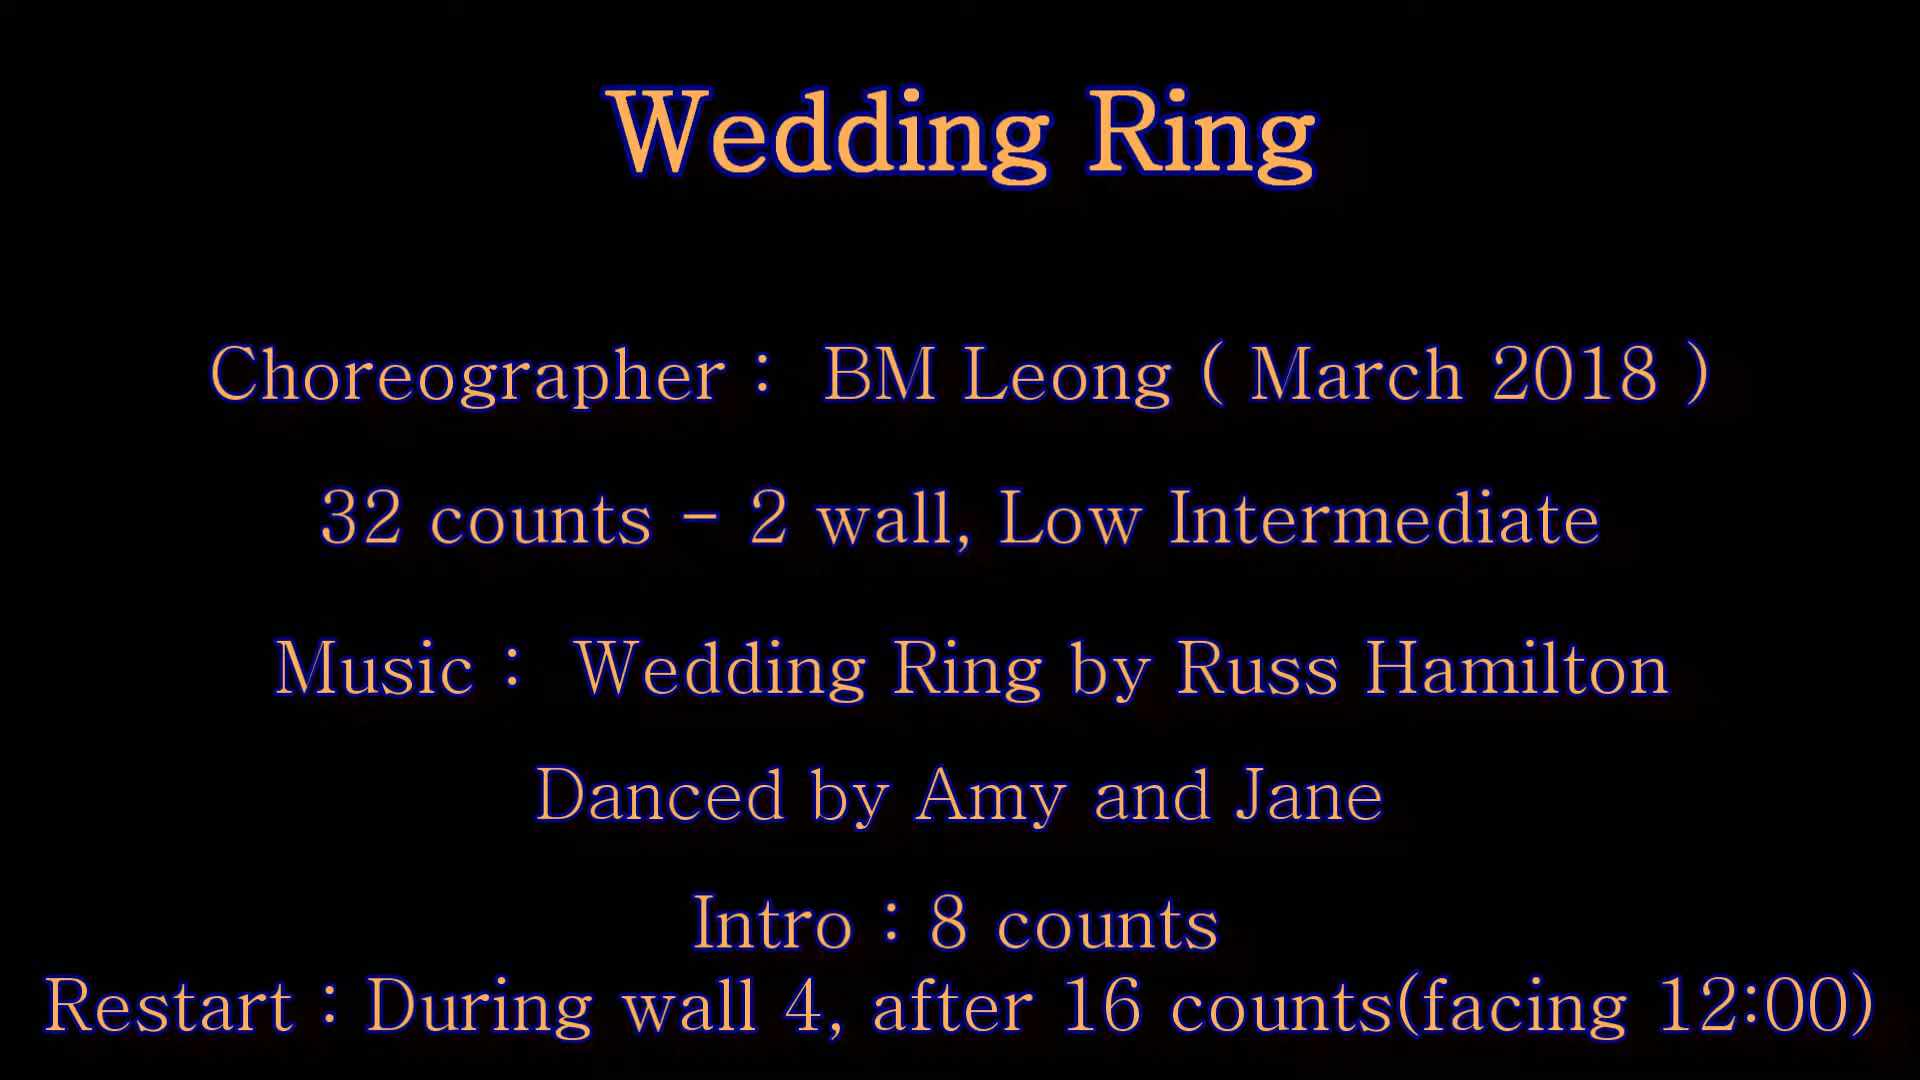 Wedding Ring
Choreographer : BM Leong ( March 2018 )
32 counts - 2 wall, Low Intermediate
Music : Wedding Ring by Russ Hamilton
Danced by Amy and Jane
Intro : 8 counts
Restart : During wall 4, after 16 counts(facing 12:00)